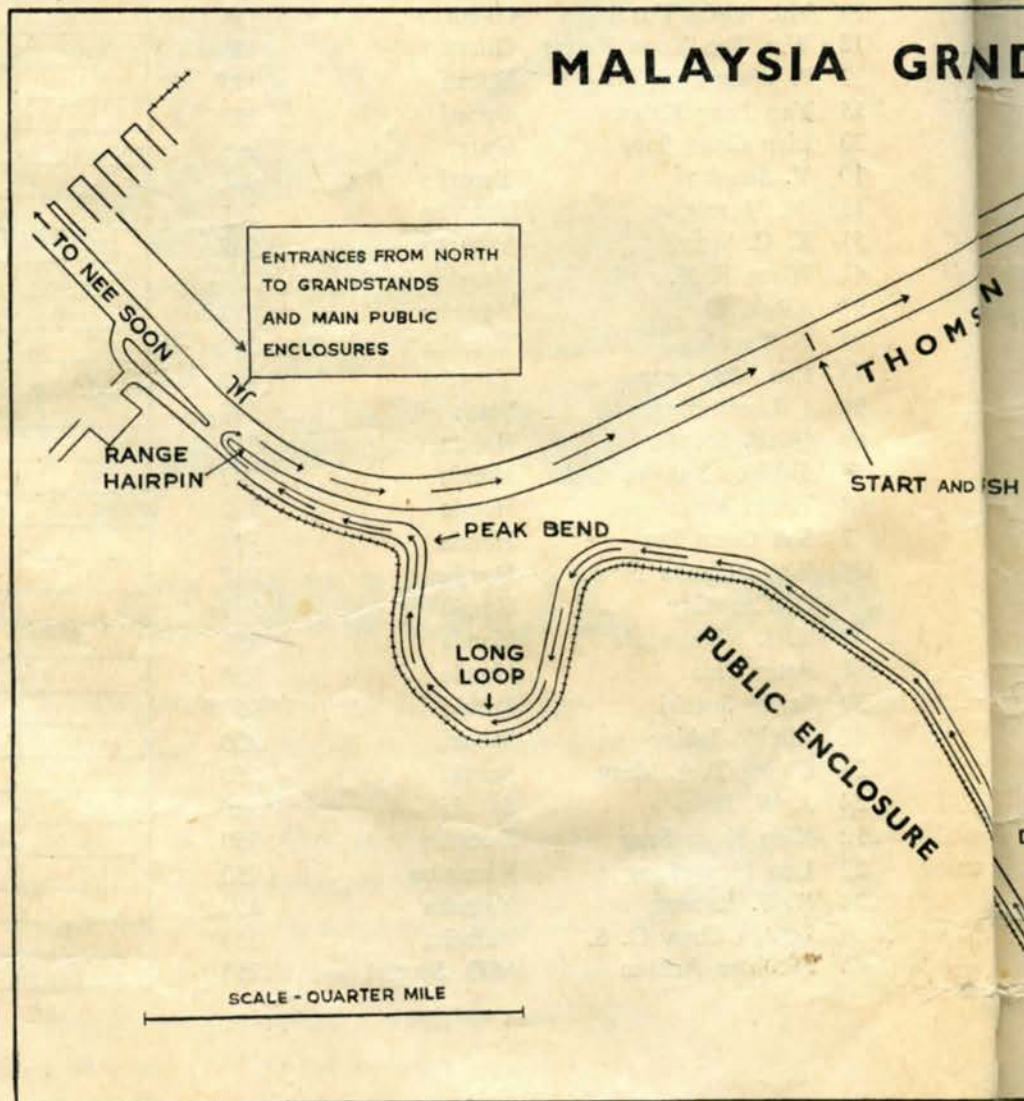 MALAYSIA GRND
TO NEE SOON
ENTRANCES FROM NORTH
TO GRANDSTANDS
AND MAIN PUBLIC
ENCLOSURES
RANGE
HAIRPIN
THOMSN
START AND SH
PEAK BEND
LONG
LOOP
PUBLIC ENCLOSURE
SCALE - QUARTER MILE